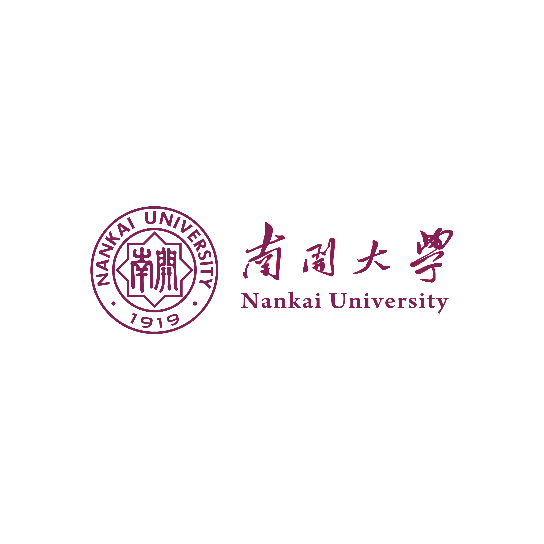 NANKAI UNIVERSITY
南開
1919
南開大學
Nankai University